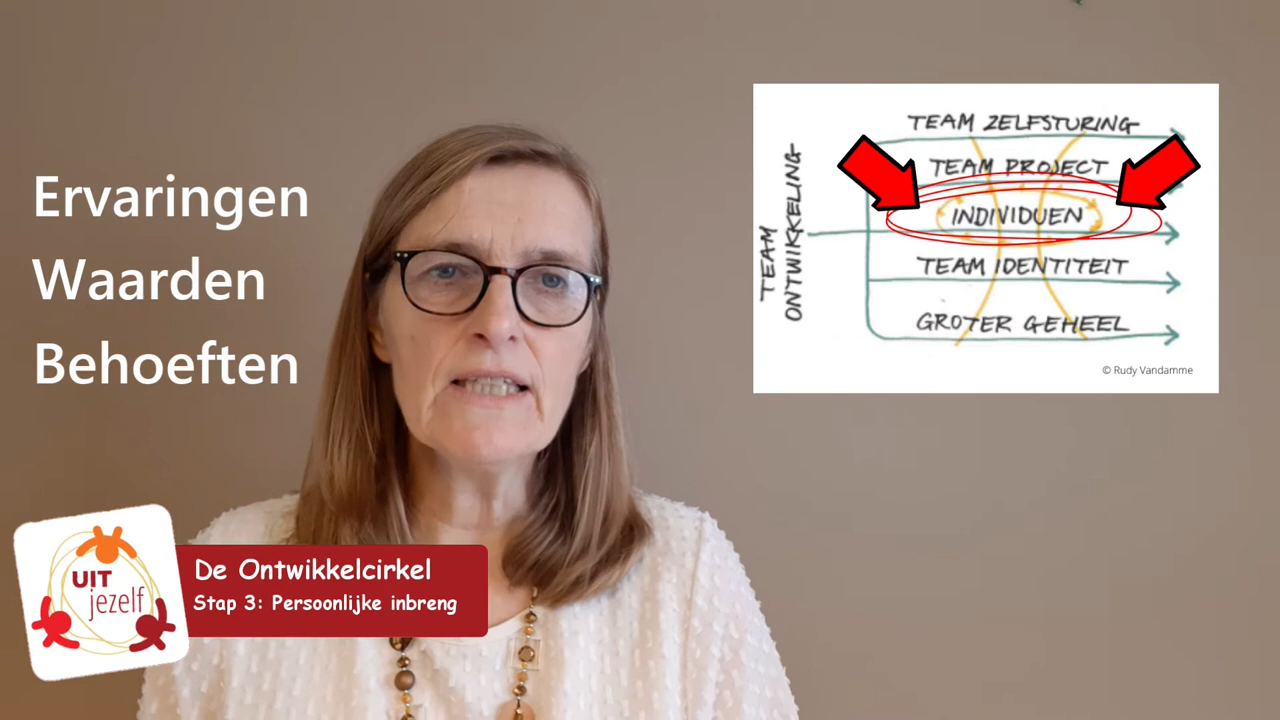 Ervaringen
Waarden
Behoeften
TEAM ONTWIKKELING
TEAM ZELFSTURING
TEAM PROJECT
INDIVIDUEN
TEAM IDENTITEIT
GROTER GEHEEL
© Rudy Vandamme
UIT
jezelf
De Ontwikkelcirkel
Stap 3: Persoonlijke inbreng